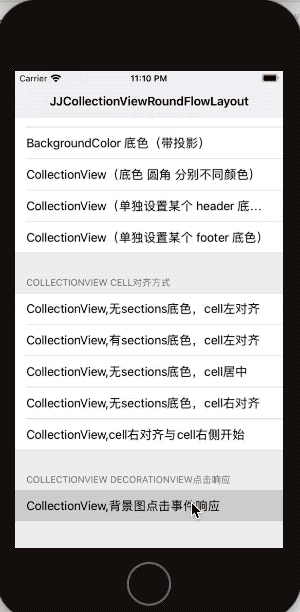 Carrier 11:10 PM
JJCollectionViewRoundFlowLayout
BackgroundColor 底色（带投影）
CollectionView（底色 圆角 分别不同颜色）
CollectionView（单独设置某个 header 底...
CollectionView（单独设置某个 footer 底色）
COLLECTIONVIEW CELL对齐方式
CollectionView,无sections底色，cell左对齐
CollectionView,有sections底色，cell左对齐
CollectionView,无sections底色，cell居中
CollectionView,无sections底色，cell右对齐
CollectionView,cell右对齐与cell右侧开始
COLLECTIONVIEW DECORATIONVIEW点击响应
CollectionView,背景图点击事件响应